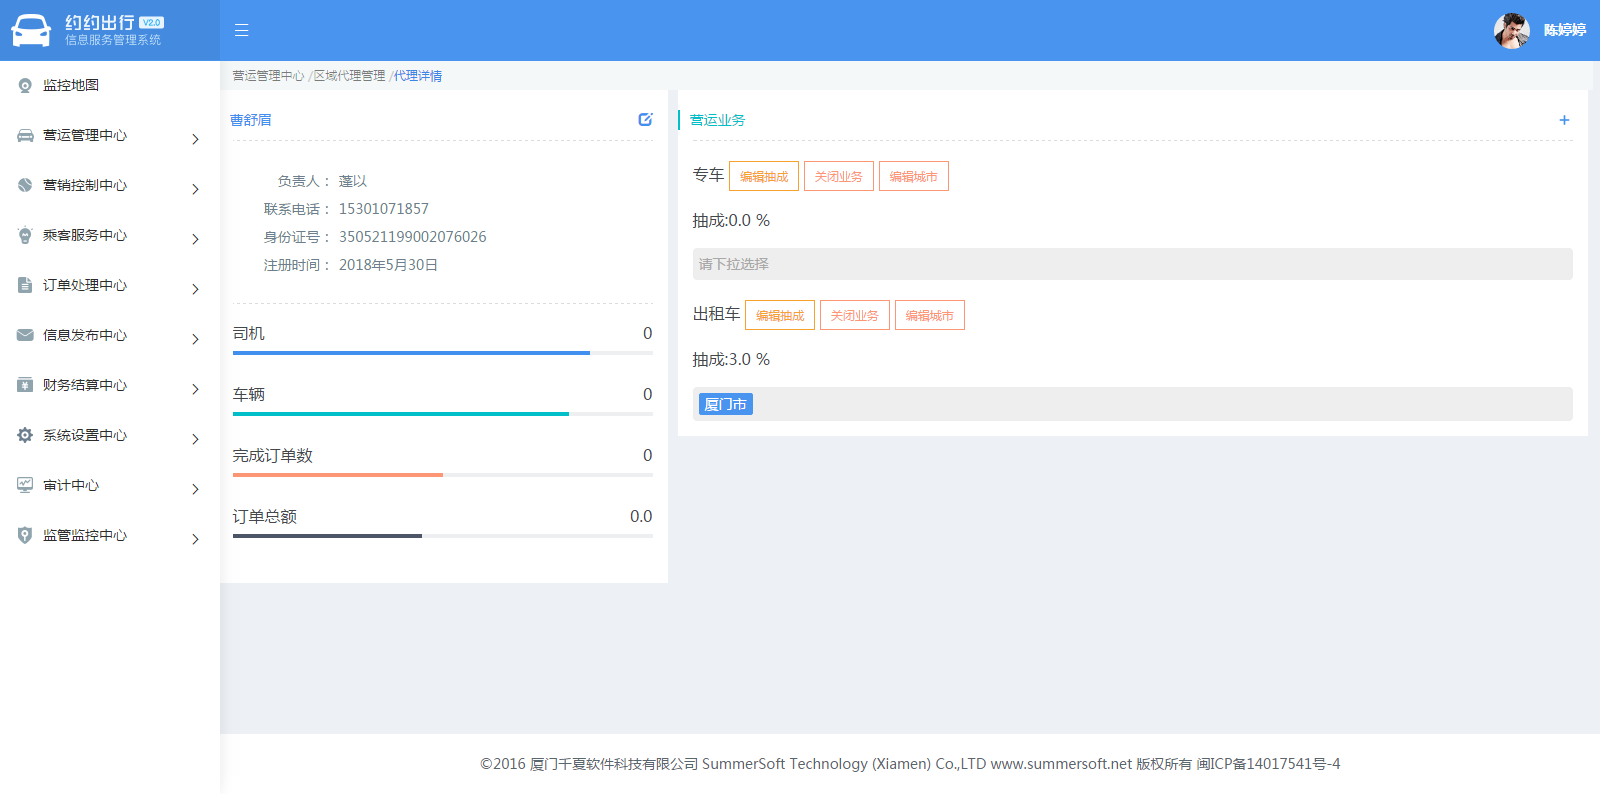 约约出行 V2.0
信息服务管理系统
陈婷婷
监控地图
营运管理中心
营销控制中心
乘客服务中心
订单处理中心
信息发布中心
财务结算中心
系统设置中心
审计中心
监管监控中心
营运管理中心 /区域代理管理 /代理详情
曹舒眉
负责人： 蓬以
联系电话： 15301071857
身份证号： 350521199002076026
注册时间： 2018年5月30日
司机 0
车辆 0
完成订单数 0
订单总额 0.0
营运业务 +
专车 编辑抽成 关闭业务 编辑城市
抽成:0.0 %
请下拉选择
出租车 编辑抽成 关闭业务 编辑城市
抽成:3.0 %
厦门市
©2016 厦门千夏软件科技有限公司 SummerSoft Technology (Xiamen) Co.,LTD www.summersoft.net 版权所有 闽ICP备14017541号-4